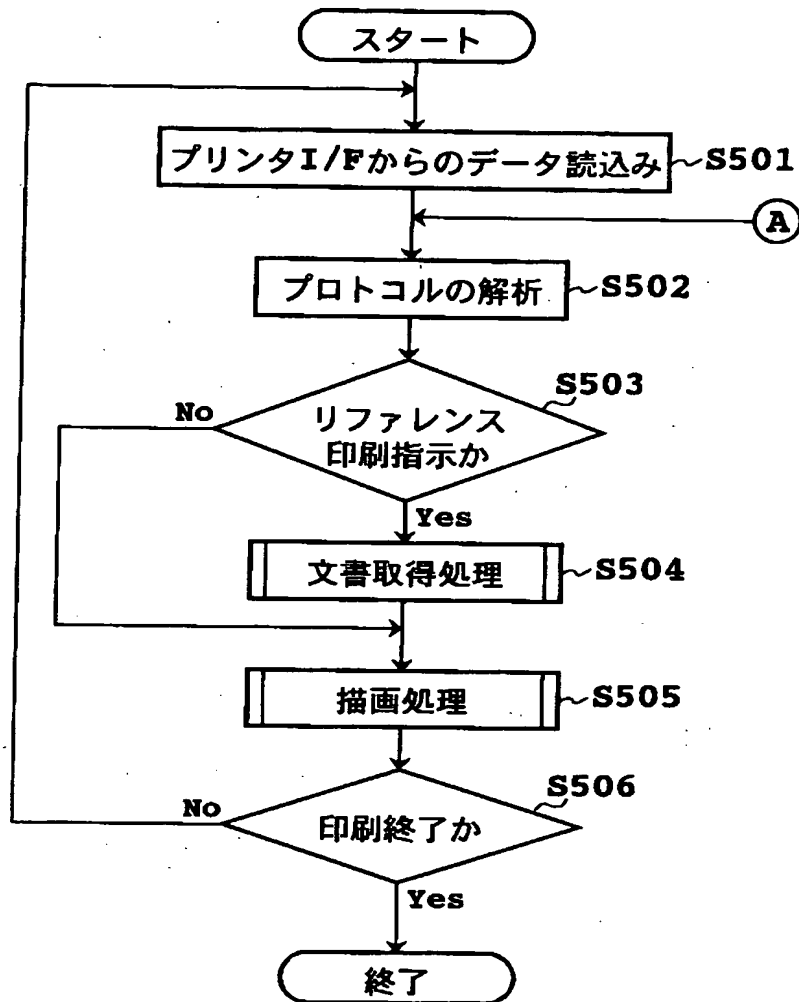 スタート
プリンタI/Fからのデータ読込み
S501
A
プロトコルの解析
S502
S503
No
リファレンス
印刷指示か
Yes
文書取得処理
S504
描画処理
S505
S506
No
印刷終了か
Yes
終了